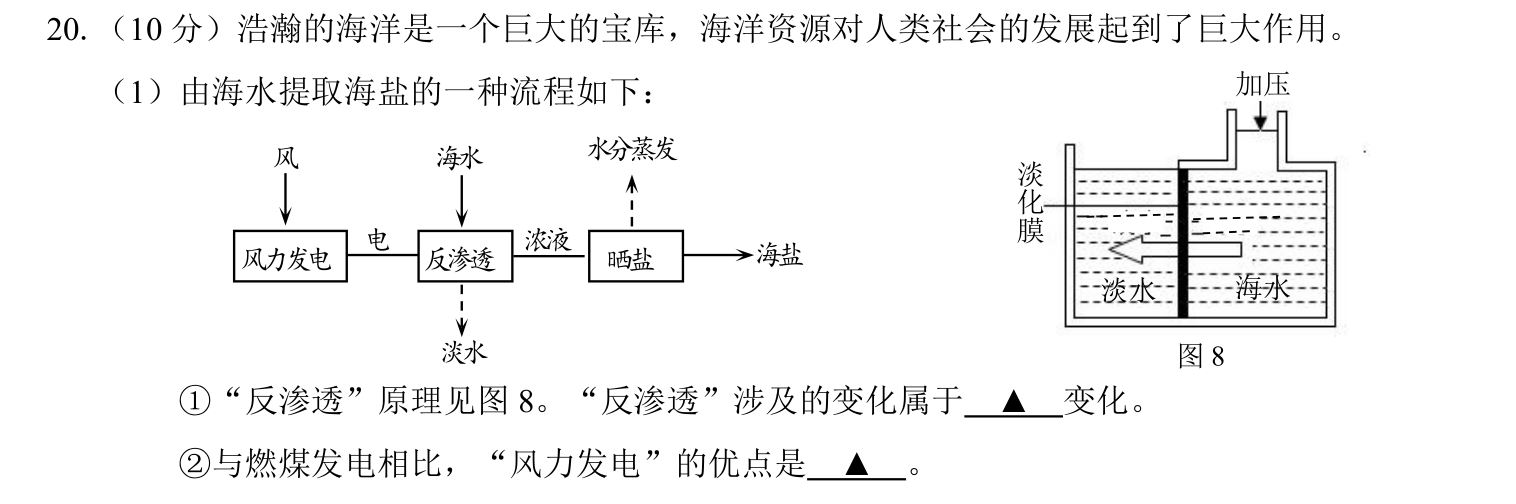 20. （10 分）浩瀚的海洋是一个巨大的宝库，海洋资源对人类社会的发展起到了巨大作用。
（1）由海水提取海盐的一种流程如下：
风
海水
水分蒸发
风力发电
电
反渗透
浓液
晒盐
海盐
淡水
加压
淡化膜
淡水
海水
图 8
①“反渗透”原理见图 8。“反渗透”涉及的变化属于▲变化。
②与燃煤发电相比，“风力发电”的优点是▲。